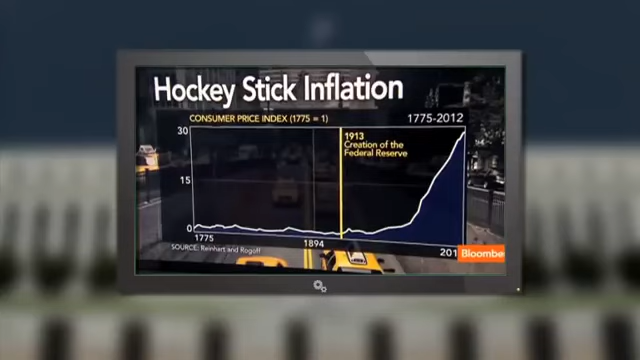 Hockey Stick Inflation
CONSUMER PRICE INDEX (1775 = 1)
1775-2012
30
1913
Creation of the
Federal Reserve
15
0
1775
1894
SOURCE: Reinhart and Rogoff
201
Bloombe